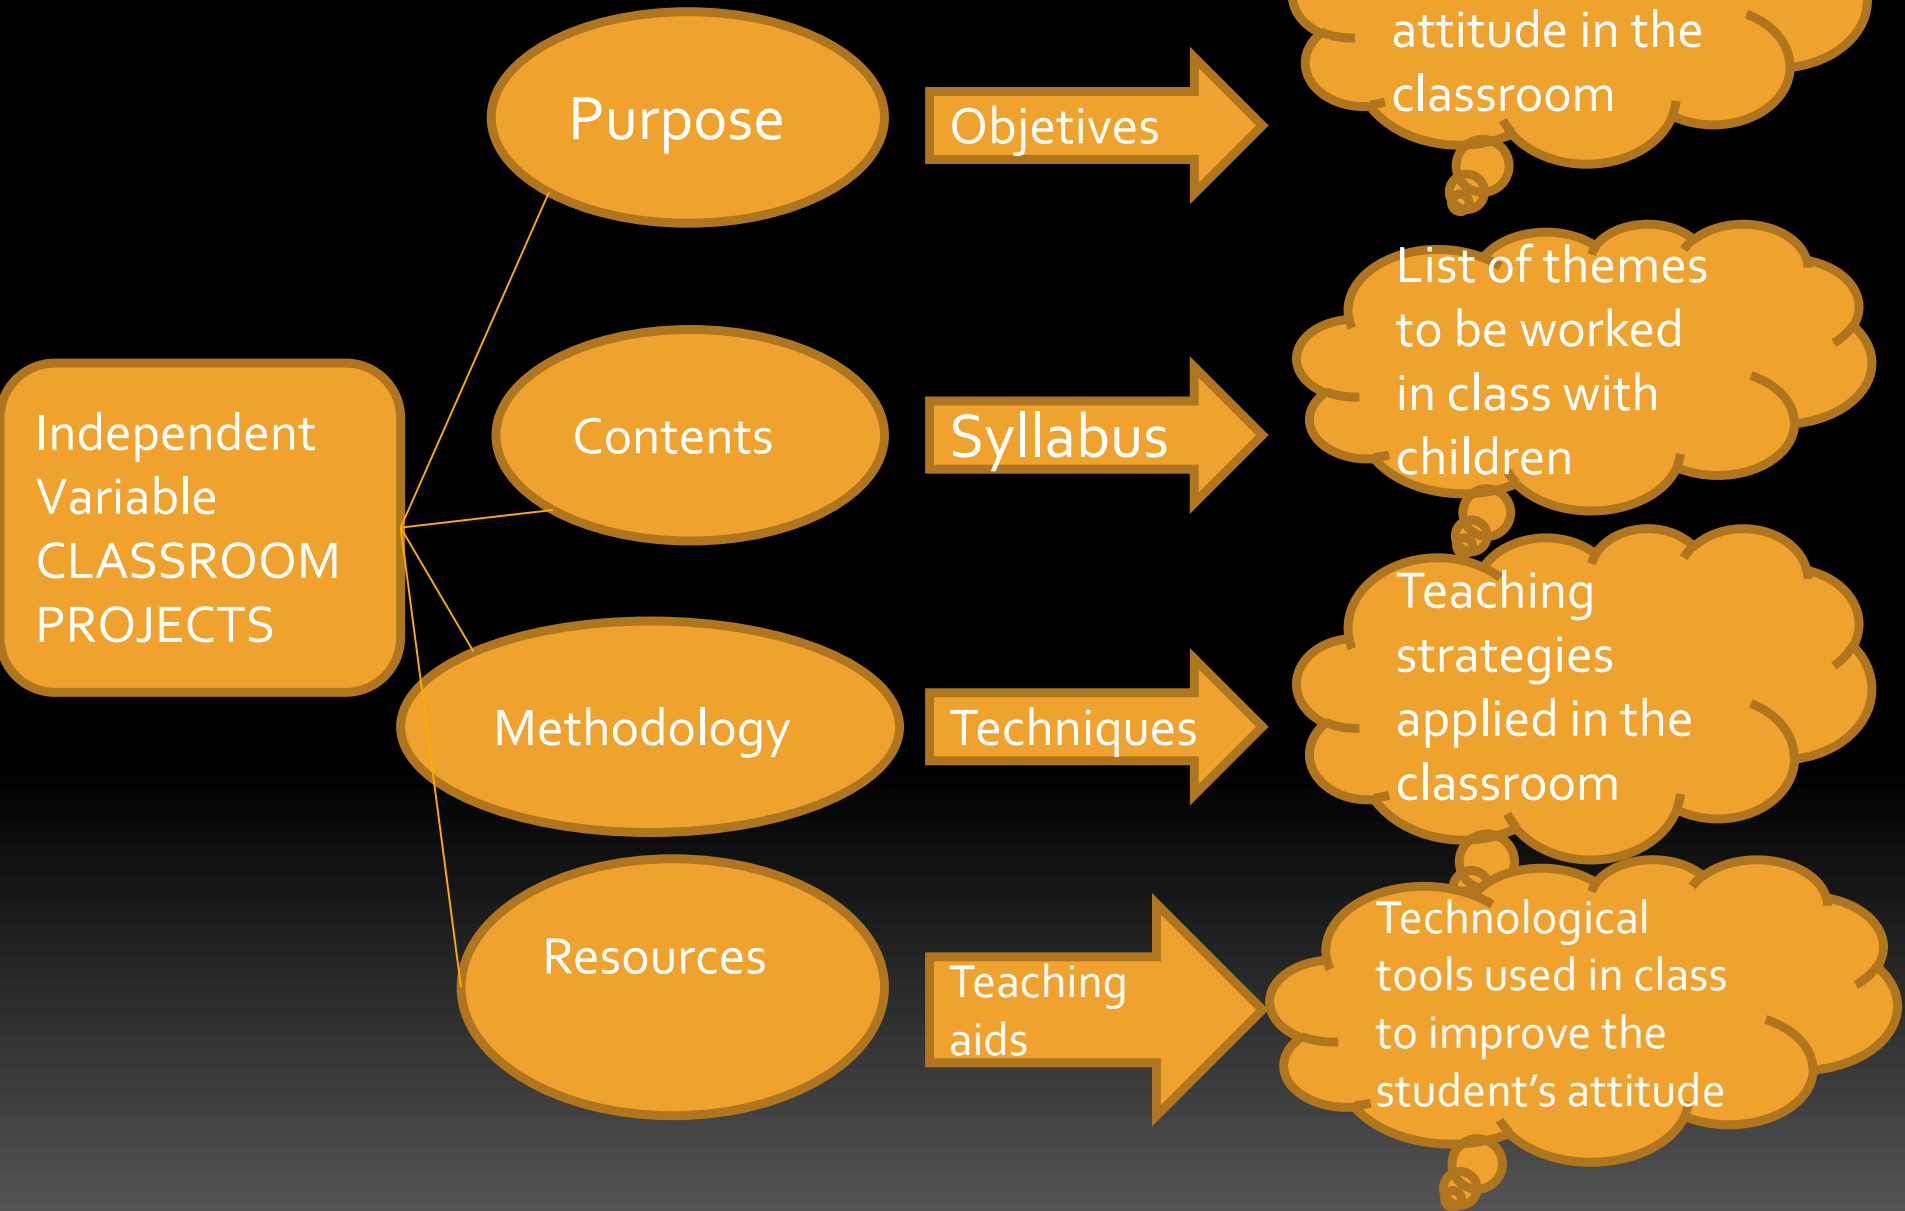 Independent
Variable
CLASSROOM
PROJECTS
Purpose
Objetives
attitude in the
classroom
Contents
Syllabus
List of themes
to be worked
in class with
children
Methodology
Techniques
Teaching
strategies
applied in the
classroom
Resources
Teaching
aids
Technological
tools used in class
to improve the
student’s attitude